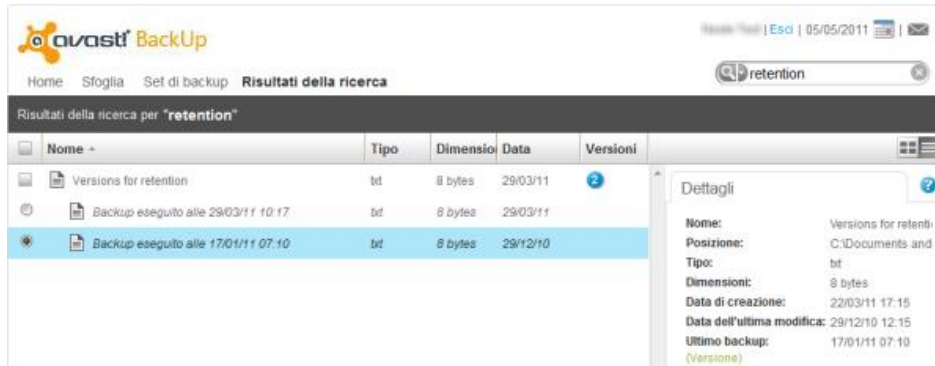 avast! BackUp
| Esci | 05/05/2011 |
Home Sfoglia Set di backup Risultati della ricerca
retention
Risultati della ricerca per "retention"
Nome Tipo Dimensio Data Versioni
Versions for retention txt 8 bytes 29/03/11 2
Backup eseguito alle 29/03/11 10:17 txt 8 bytes 29/03/11
Backup eseguito alle 17/01/11 07:10 txt 8 bytes 29/12/10
Dettagli ?
Nome: Versions for retenti
Posizione: C:\Documents and
Tipo: txt
Dimensioni: 8 bytes
Data di creazione: 22/03/11 17:15
Data dell'ultima modifica: 29/12/10 12:15
Ultimo backup: 17/01/11 07:10
(Versione)